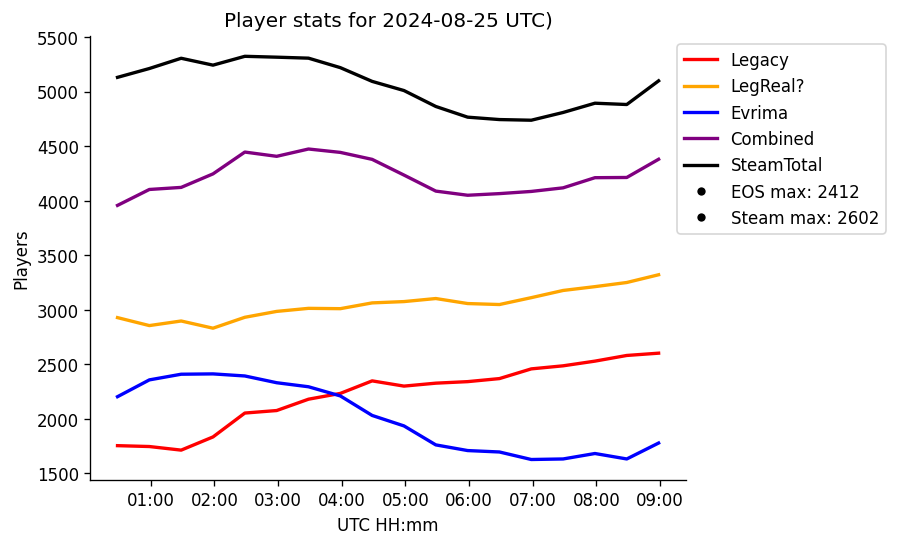 Player stats for 2024-08-25 UTC)
5500
5000
4500
4000
3500
3000
2500
2000
1500
Players
01:00 02:00 03:00 04:00 05:00 06:00 07:00 08:00 09:00
UTC HH:mm
Legacy
LegReal?
Evrima
Combined
SteamTotal
EOS max: 2412
Steam max: 2602